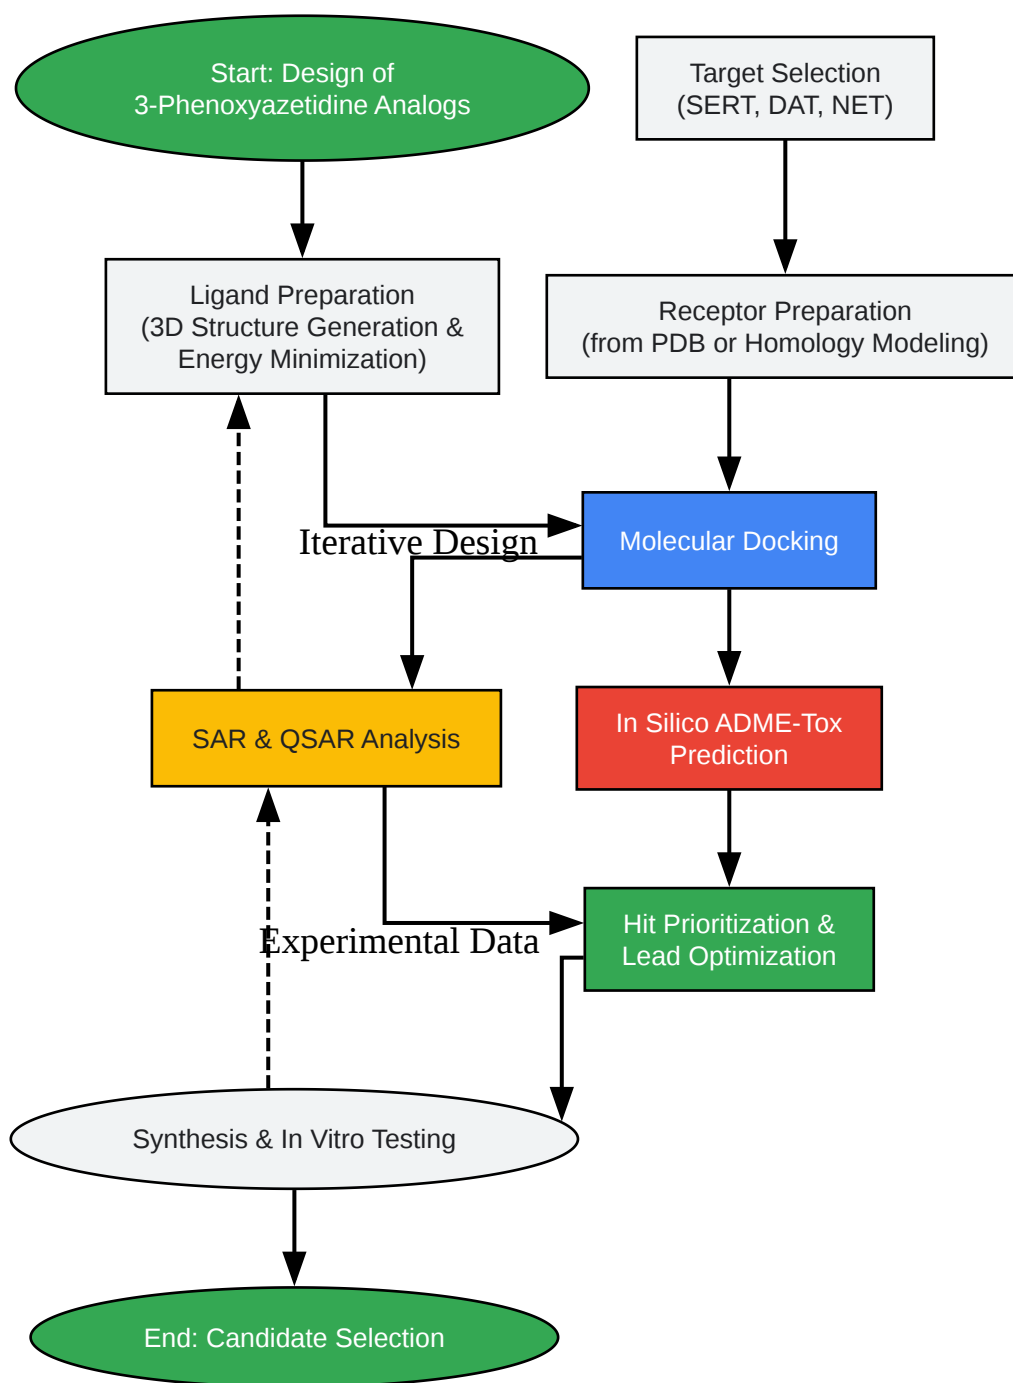 Start: Design of
3-Phenoxyazetidine Analogs
Target Selection
(SERT, DAT, NET)
Ligand Preparation
(3D Structure Generation &
Energy Minimization)
Receptor Preparation
(from PDB or Homology Modeling)
Iterative Design
Molecular Docking
SAR & QSAR Analysis
In Silico ADME-Tox
Prediction
Experimental Data
Hit Prioritization &
Lead Optimization
Synthesis & In Vitro Testing
End: Candidate Selection